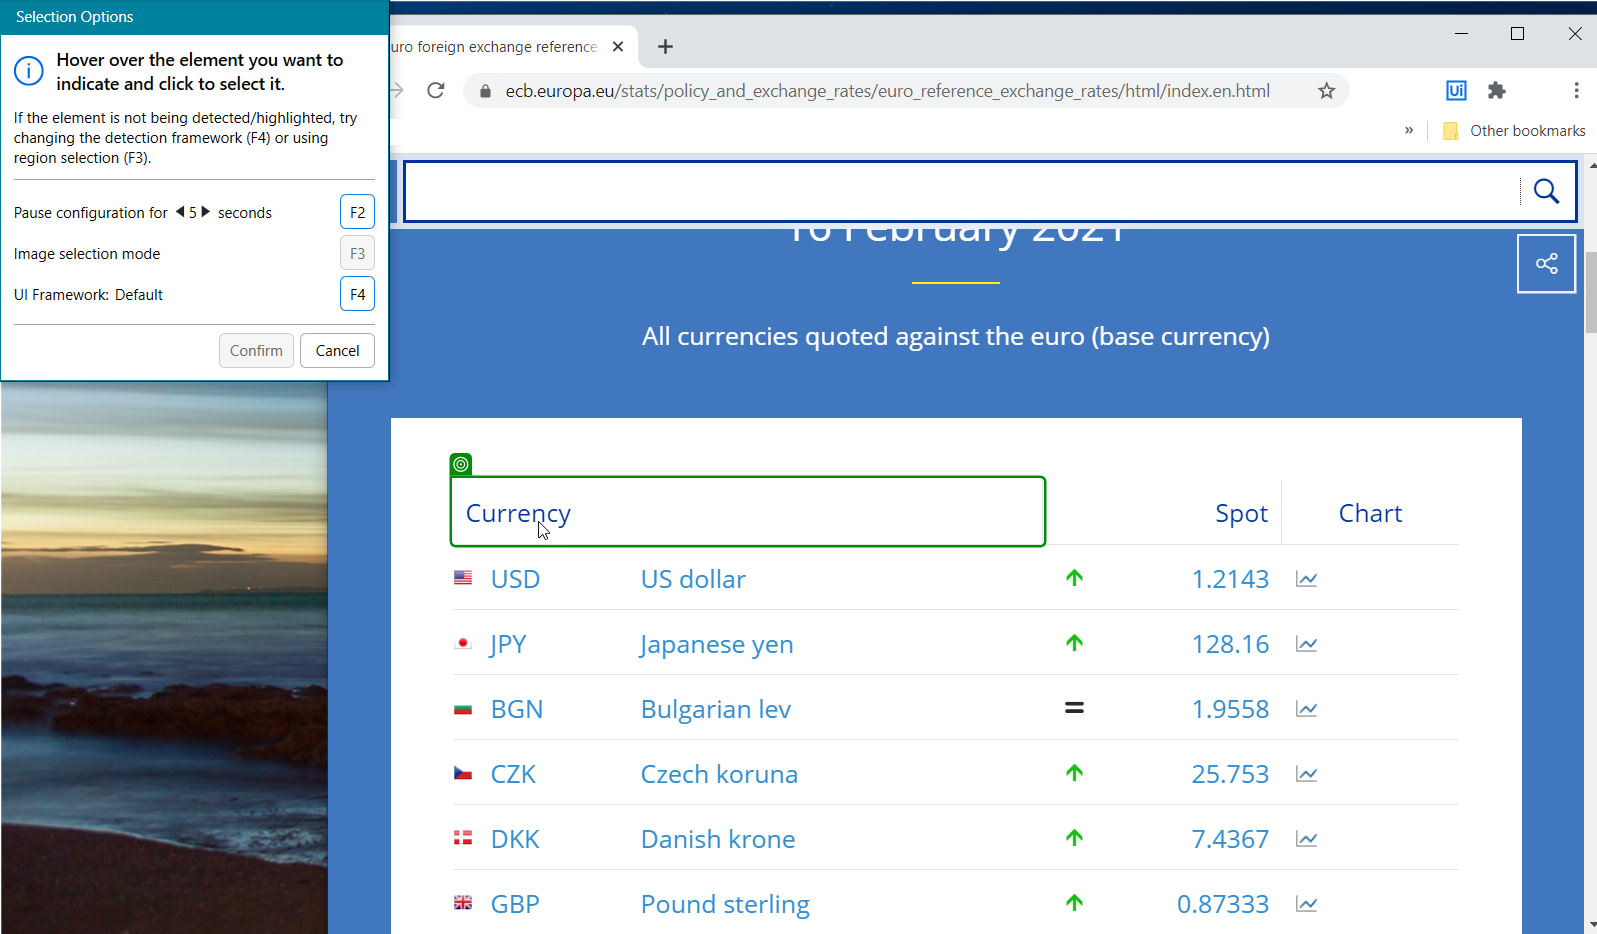 Selection Options
Hover over the element you want to
indicate and click to select it.
If the element is not being detected/highlighted, try
changing the detection framework (F4) or using
region selection (F3).
Pause configuration for 5 seconds F2
Image selection mode F3
UI Framework: Default F4
Confirm Cancel
uro foreign exchange reference
ecb.europa.eu/stats/policy_and_exchange_rates/euro_reference_exchange_rates/html/index.en.html
Ui
» Other bookmarks
16 February 2021
All currencies quoted against the euro (base currency)
Currency Spot Chart
USD US dollar 1.2143
JPY Japanese yen 128.16
BGN Bulgarian lev = 1.9558
CZK Czech koruna 25.753
DKK Danish krone 7.4367
GBP Pound sterling 0.87333